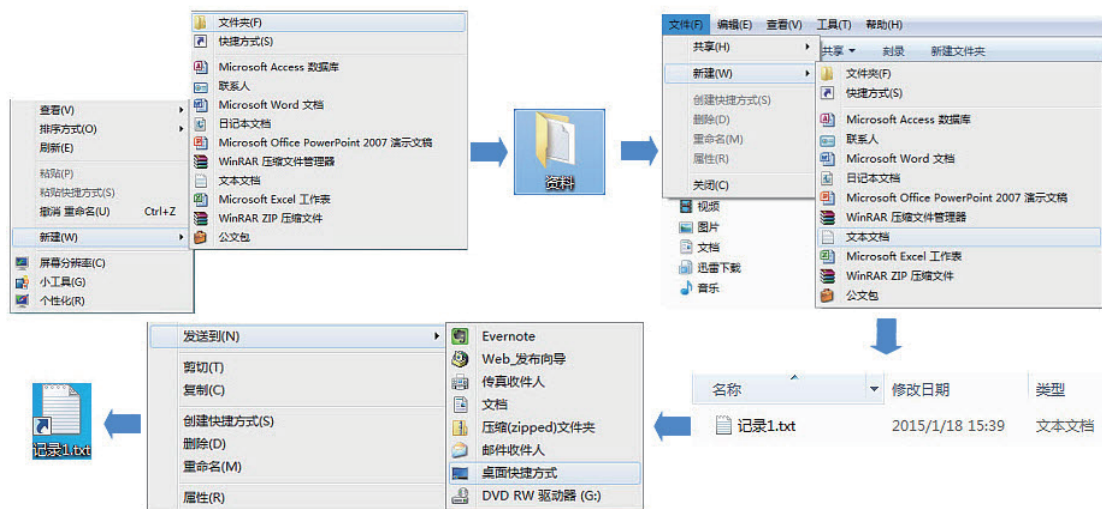 文件夹(F)
快捷方式(S)
Microsoft Access 数据库
联系人
Microsoft Word 文档
日记本文档
Microsoft Office PowerPoint 2007 演示文稿
WinRAR 压缩文件管理器
文本文档
Microsoft Excel 工作表
WinRAR ZIP 压缩文件
公文包
查看(V)
排序方式(O)
刷新(E)
粘贴(P)
粘贴快捷方式(S)
撤消 重命名(U) Ctrl+Z
新建(W)
屏幕分辨率(C)
小工具(G)
个性化(R)
资料
文件(F) 编辑(E) 查看(V) 工具(T) 帮助(H)
共享 刻录 新建文件夹
共享(H)
新建(W)
创建快捷方式(S)
删除(D)
重命名(M)
属性(R)
关闭(C)
视频
图片
文档
迅雷下载
音乐
文件夹(F)
快捷方式(S)
Microsoft Access 数据库
联系人
Microsoft Word 文档
日记本文档
Microsoft Office PowerPoint 2007 演示文稿
WinRAR 压缩文件管理器
文本文档
Microsoft Excel 工作表
WinRAR ZIP 压缩文件
公文包
名称 修改日期 类型
记录1.txt 2015/1/18 15:39 文本文档
发送到(N)
剪切(T)
复制(C)
创建快捷方式(S)
删除(D)
重命名(M)
属性(R)
Evernote
Web_发布向导
传真收件人
文档
压缩(zipped)文件夹
邮件收件人
桌面快捷方式
DVD RW 驱动器 (G:)
记录1.txt